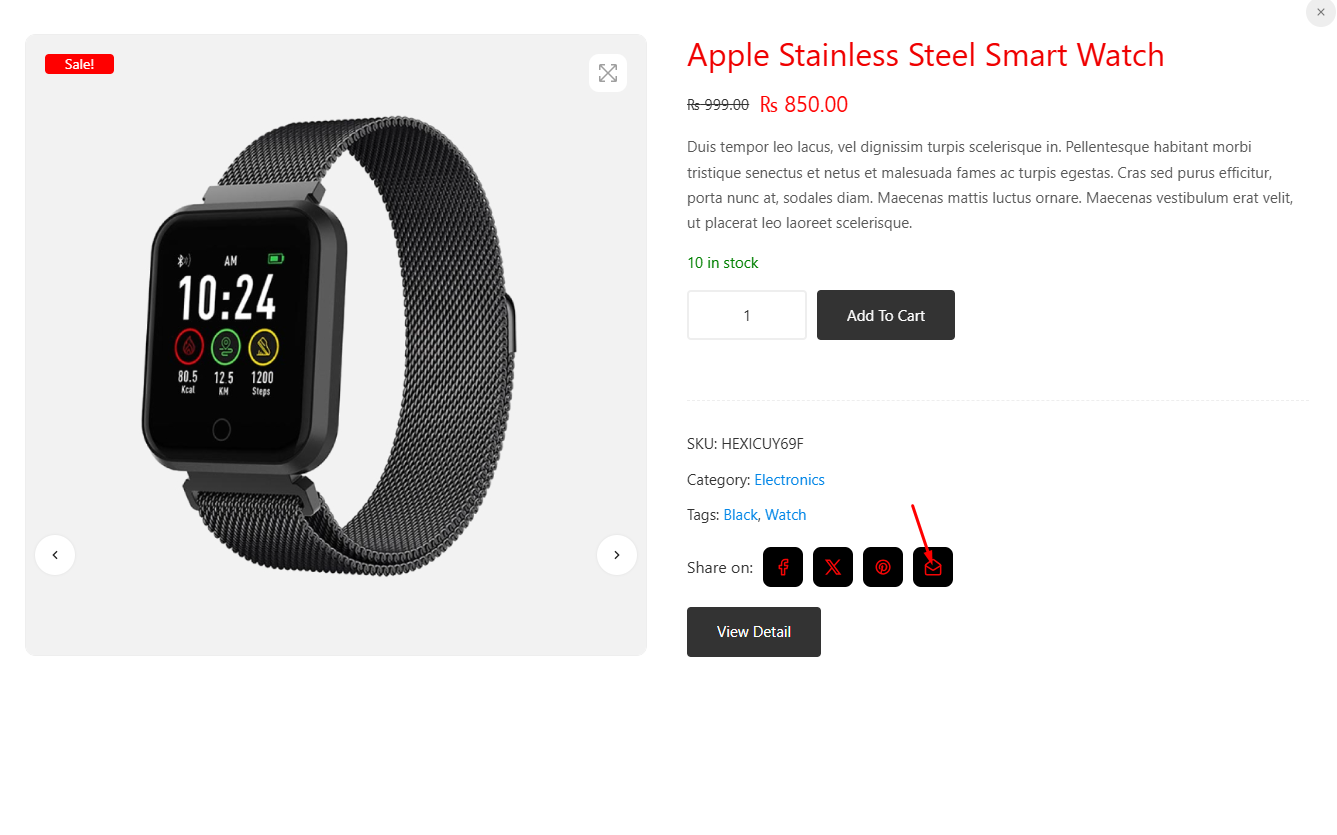 ×
Sale!
AM
10:24
80.5 12.5 1200
Kcal KM Steps
Apple Stainless Steel Smart Watch
₨ 999.00 ₨ 850.00
Duis tempor leo lacus, vel dignissim turpis scelerisque in. Pellentesque habitant morbi
tristique senectus et netus et malesuada fames ac turpis egestas. Cras sed purus efficitur,
porta nunc at, sodales diam. Maecenas mattis luctus ornare. Maecenas vestibulum erat velit,
ut placerat leo laoreet scelerisque.
10 in stock
1 Add To Cart
SKU: HEXICUY69F
Category: Electronics
Tags: Black, Watch
Share on:
View Detail